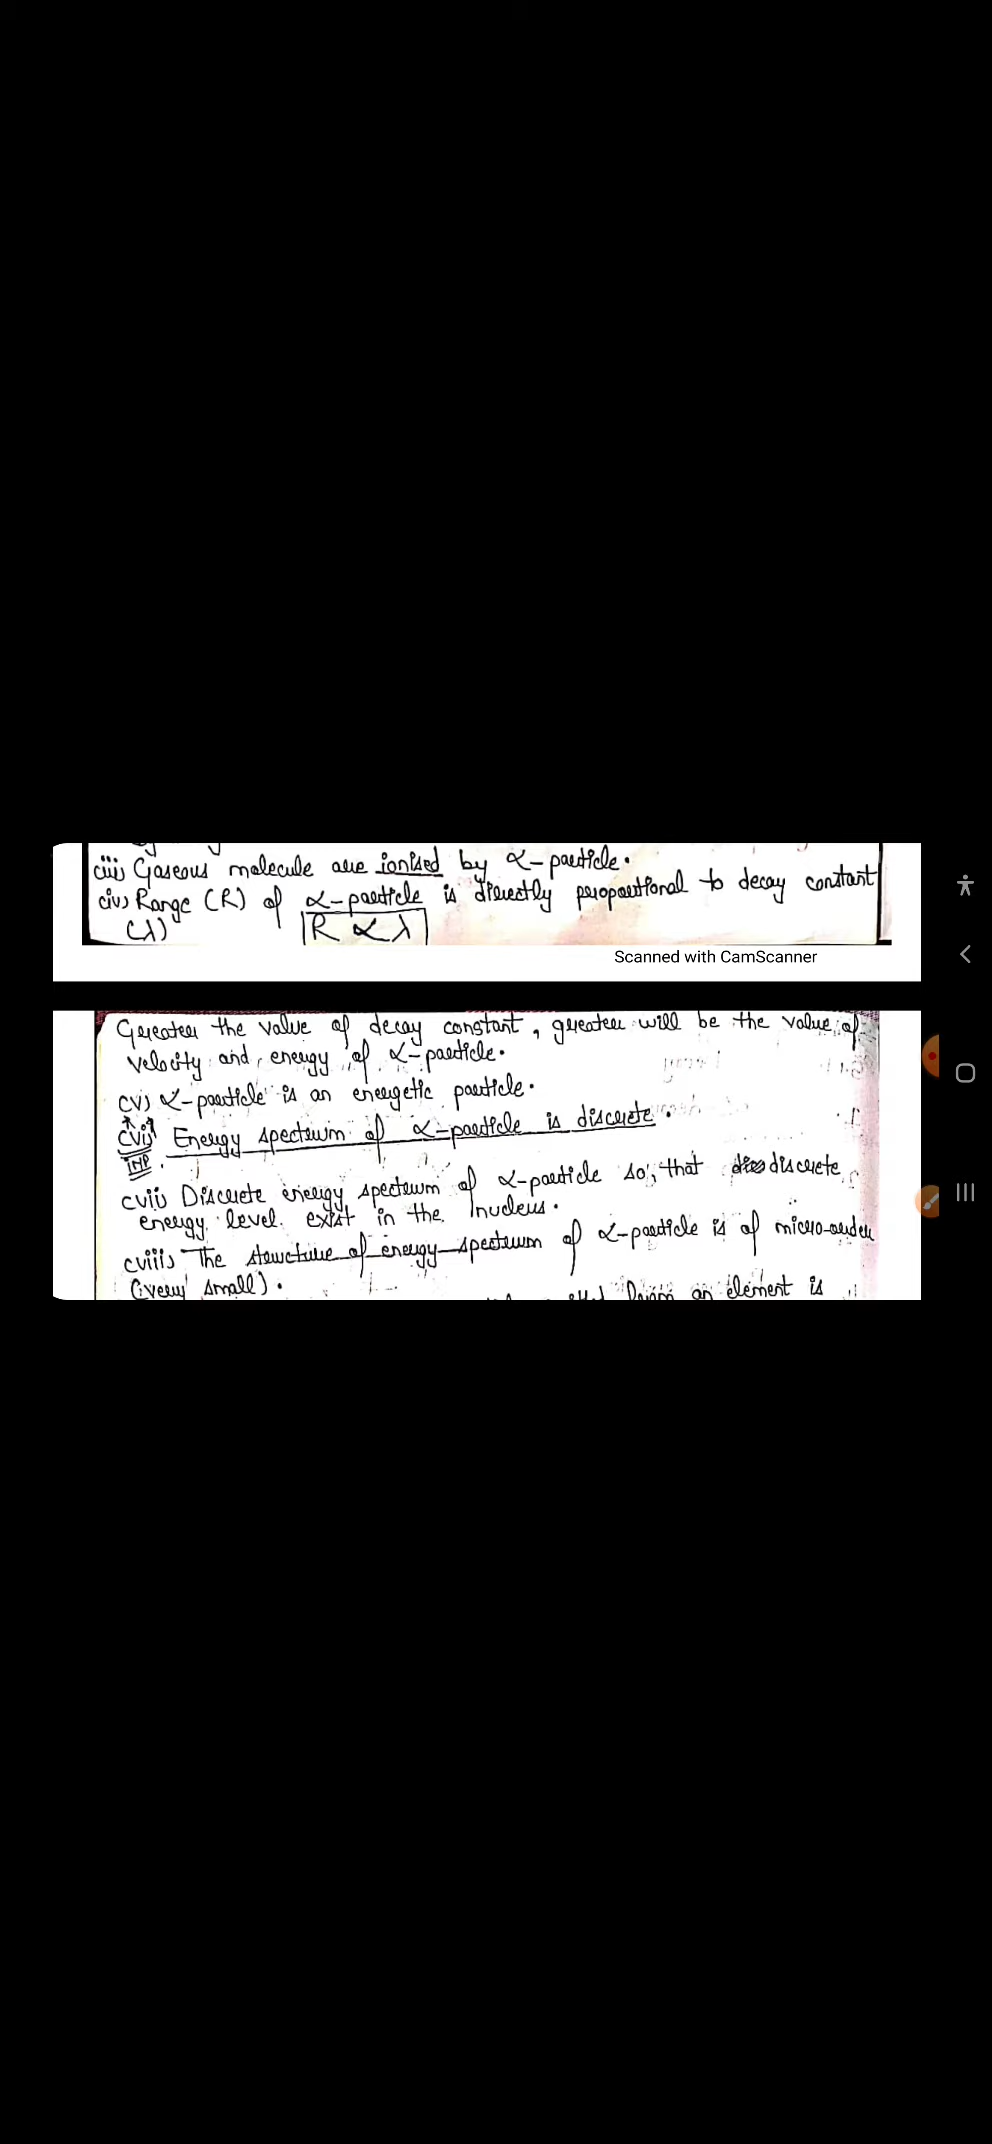 (iii) Gaseous molecule are ionised by α-particle.
(iv) Range (R) of α-particle is directly proportional to decay constant
(λ) R ∝ λ
Scanned with CamScanner
Greater the value of decay constant, greater will be the value of
velocity and energy of α-particle.
(v) α-particle is an energetic particle.
(vi) Energy spectrum of α-particle is discrete.
IMP.
(vii) Discrete energy spectrum of α-particle so, that discrete
energy level exist in the nucleus.
(viii) The structure of energy spectrum of α-particle is of micro-order
(very small).
an element is